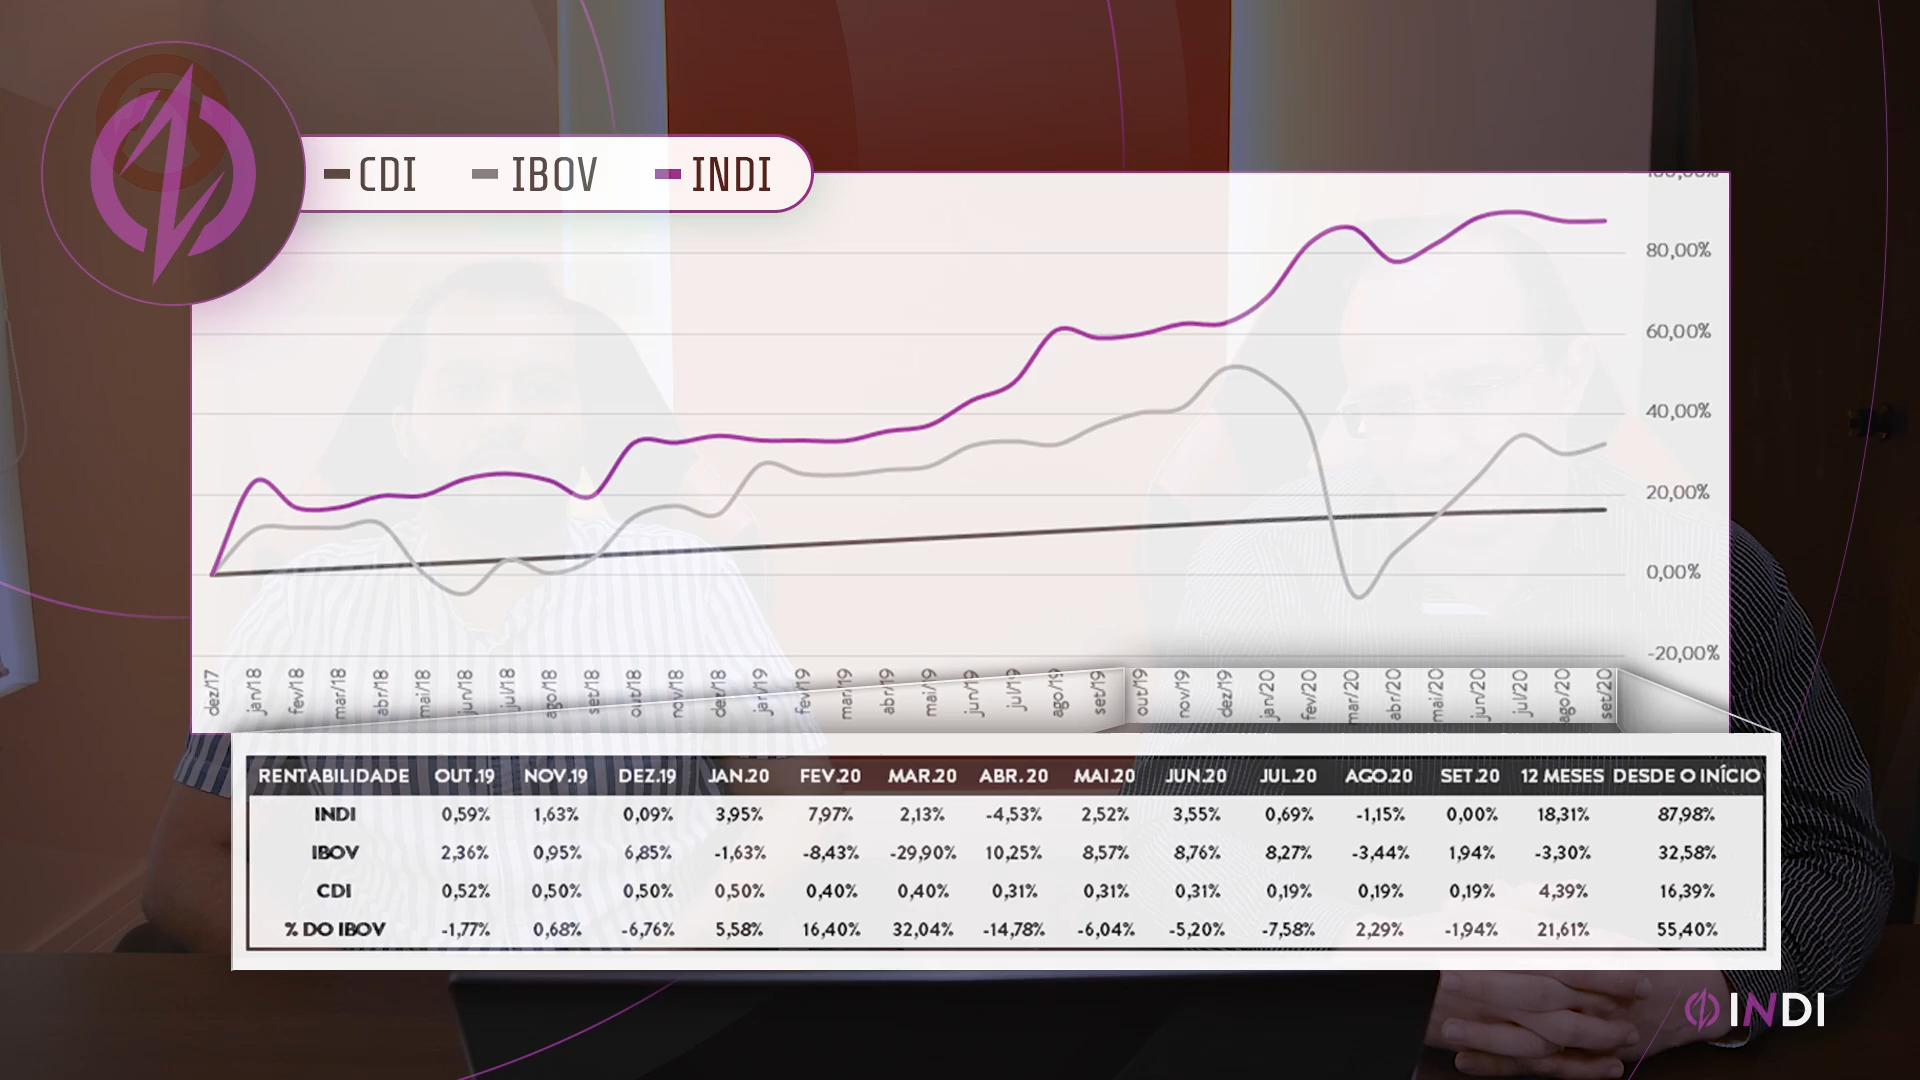 CDI IBOV INDI
100,00%
80,00%
60,00%
40,00%
20,00%
0,00%
-20,00%
dez/17 jan/18 fev/18 mar/18 abr/18 mai/18 jun/18 jul/18 ago/18 set/18 out/18 nov/18 dez/18 jan/19 fev/19 mar/19 abr/19 mai/19 jun/19 jul/19 ago/19 set/19 out/19 nov/19 dez/19 jan/20 fev/20 mar/20 abr/20 mai/20 jun/20 jul/20 ago/20 set/20
RENTABILIDADE OUT.19 NOV.19 DEZ.19 JAN.20 FEV.20 MAR.20 ABR. 20 MAI.20 JUN.20 JUL.20 AGO.20 SET.20 12 MESES DESDE O INÍCIO
INDI 0,59% 1,63% 0,09% 3,95% 7,97% 2,13% -4,53% 2,52% 3,55% 0,69% -1,15% 0,00% 18,31% 87,98%
IBOV 2,36% 0,95% 6,85% -1,63% -8,43% -29,90% 10,25% 8,57% 8,76% 8,27% -3,44% 1,94% -3,30% 32,58%
CDI 0,52% 0,50% 0,50% 0,50% 0,40% 0,40% 0,31% 0,31% 0,31% 0,19% 0,19% 0,19% 4,39% 16,39%
% DO IBOV -1,77% 0,68% -6,76% 5,58% 16,40% 32,04% -14,78% -6,04% -5,20% -7,58% 2,29% -1,94% 21,61% 55,40%
INDI